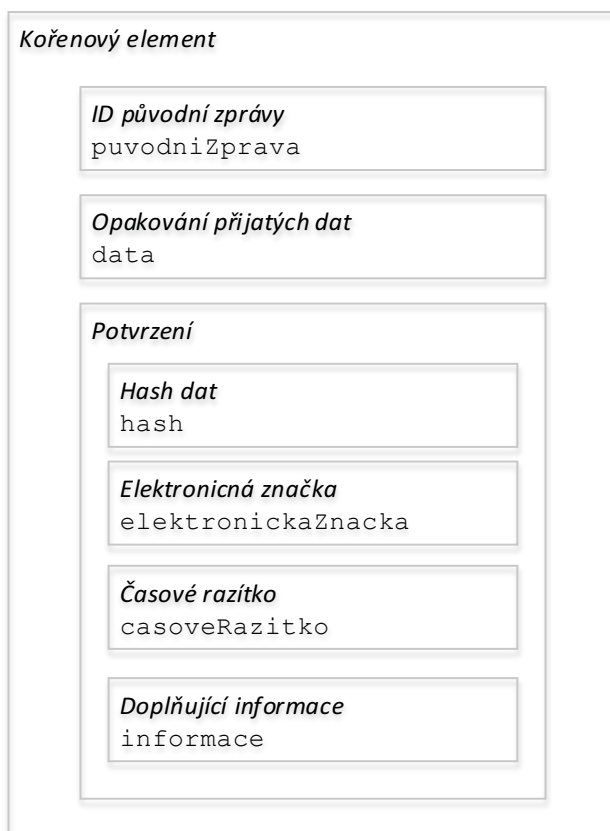 Kořenový element
ID původní zprávy
puvodniZprava
Opakování přijatých dat
data
Potvrzení
Hash dat
hash
Elektronicná značka
elektronickaZnacka
Časové razítko
casoveRazitko
Doplňující informace
informace